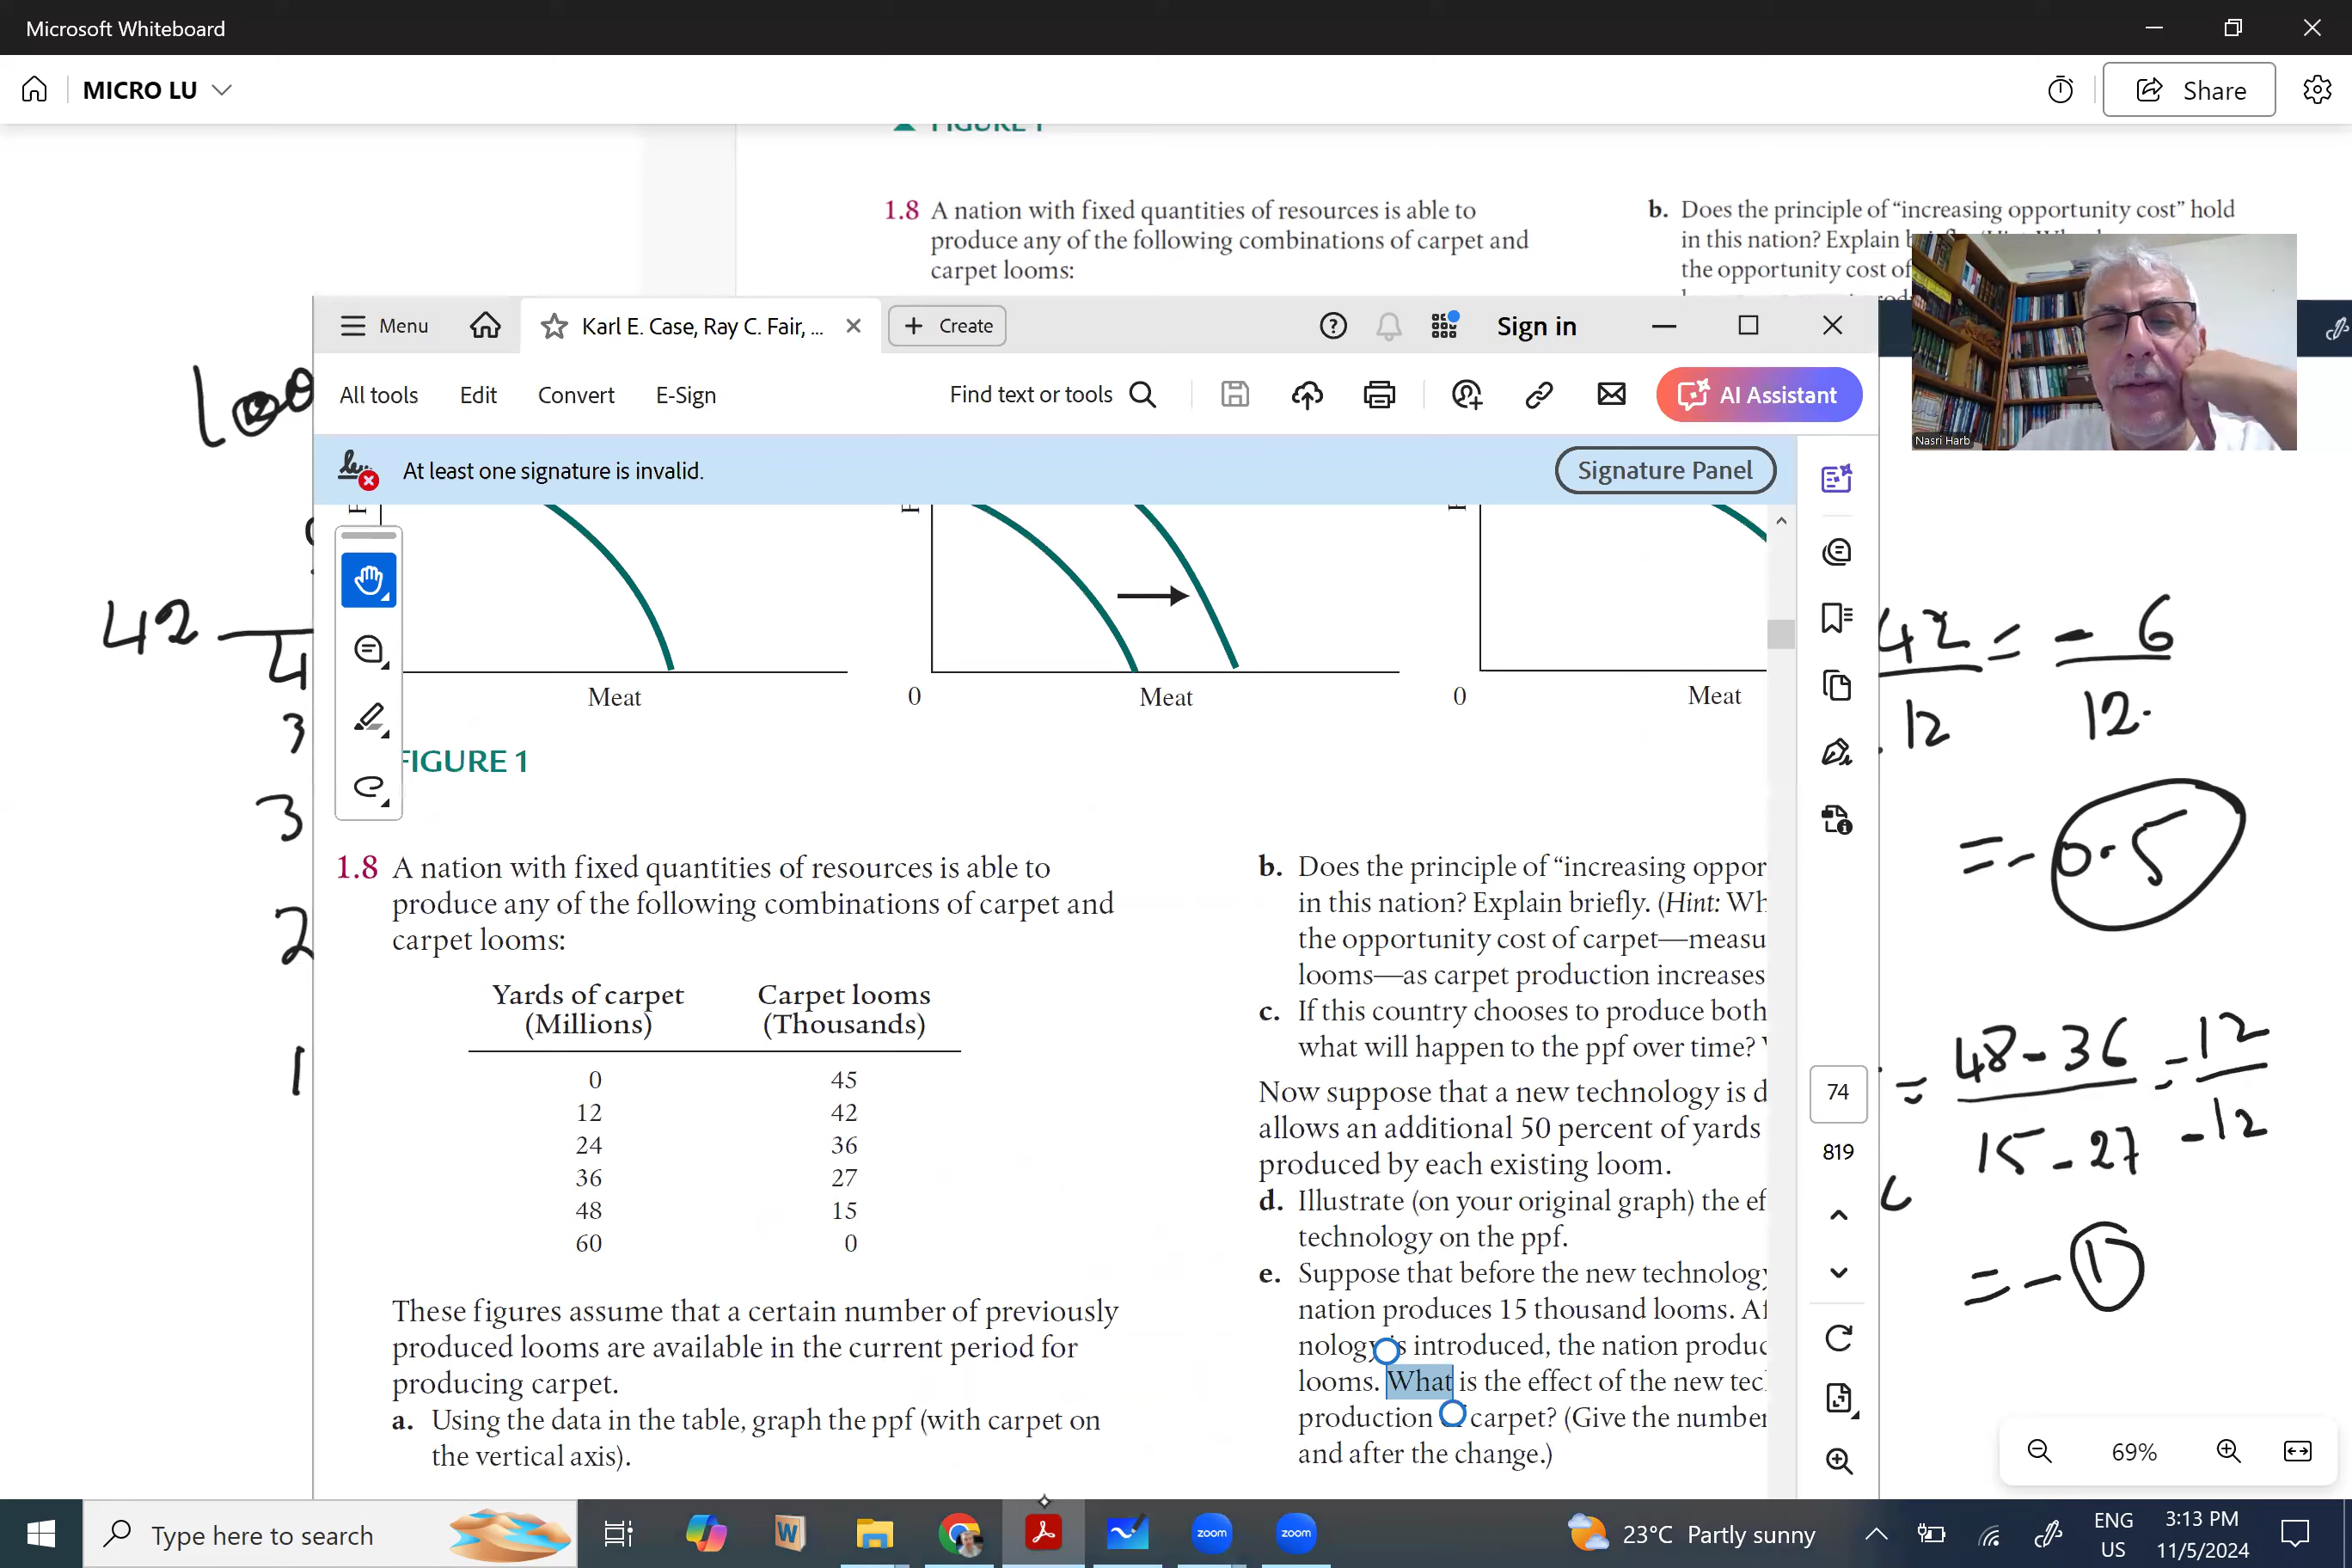 Microsoft Whiteboard
MICRO LU
Share
FIGURE 1
1.8 A nation with fixed quantities of resources is able to
produce any of the following combinations of carpet and
carpet looms:
b. Does the principle of “increasing opportunity cost” hold
in this nation? Explain
the opportunity cost of
Nasri Harb
Menu
Karl E. Case, Ray C. Fair, ...
Create
Sign in
All tools
Edit
Convert
E-Sign
Find text or tools
AI Assistant
At least one signature is invalid.
Signature Panel
Meat
0
Meat
0
Meat
FIGURE 1
1.8 A nation with fixed quantities of resources is able to
produce any of the following combinations of carpet and
carpet looms:
Yards of carpet
(Millions)
Carpet looms
(Thousands)
0 45
12 42
24 36
36 27
48 15
60 0
These figures assume that a certain number of previously
produced looms are available in the current period for
producing carpet.
a. Using the data in the table, graph the ppf (with carpet on
the vertical axis).
b. Does the principle of “increasing oppor
in this nation? Explain briefly. (Hint: Wh
the opportunity cost of carpet—measu
looms—as carpet production increases
c. If this country chooses to produce both
what will happen to the ppf over time?
Now suppose that a new technology is d
allows an additional 50 percent of yards
produced by each existing loom.
d. Illustrate (on your original graph) the ef
technology on the ppf.
e. Suppose that before the new technology
nation produces 15 thousand looms. Af
nology is introduced, the nation produc
looms. What is the effect of the new tec
production of carpet? (Give the number
and after the change.)
74
819
42
4
3
3
2
1
42 = - 6
12 12
= - 0.5
= 48 - 36 = - 12
15 - 27 - 12
= - 1
69%
Type here to search
W
zoom
zoom
23°C Partly sunny
ENG
US
3:13 PM
11/5/2024